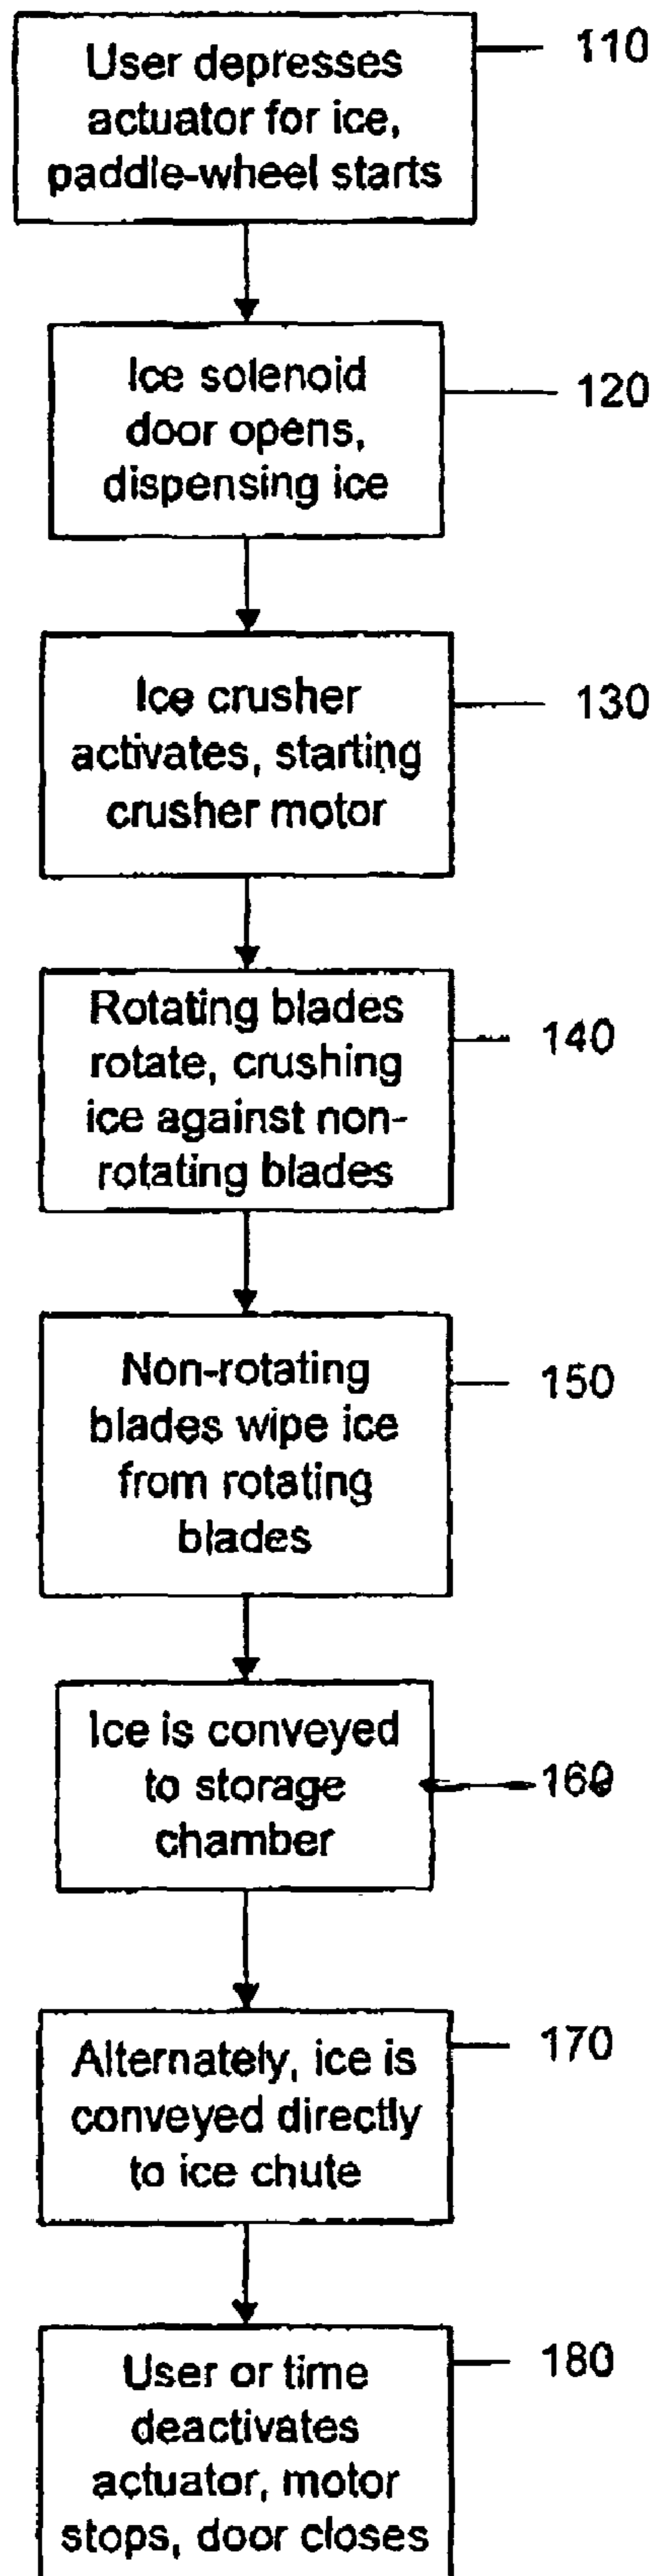 User depresses
actuator for ice,
paddle-wheel starts
110
Ice solenoid
door opens,
dispensing ice
120
Ice crusher
activates, starting
crusher motor
130
Rotating blades
rotate, crushing
ice against non-
rotating blades
140
Non-rotating
blades wipe ice
from rotating
blades
150
Ice is conveyed
to storage
chamber
160
Alternately, ice is
conveyed directly
to ice chute
170
User or time
deactivates
actuator, motor
stops, door closes
180